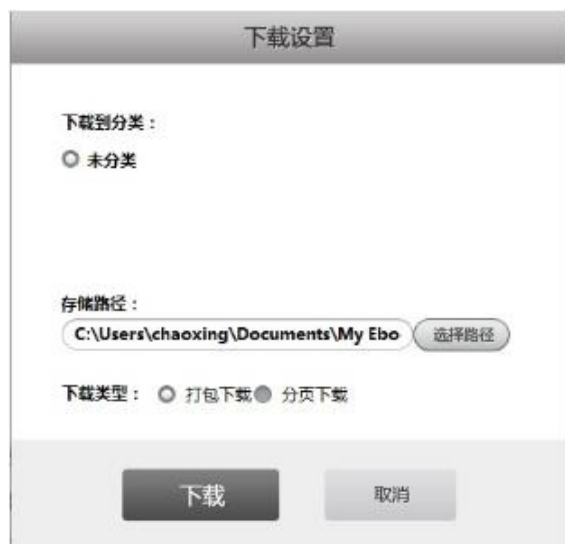 下载设置
下载到分类：
未分类
存储路径：
C:\Users\chaoxing\Documents\My Ebo 选择路径
下载类型： 打包下载 分页下载
下载 取消